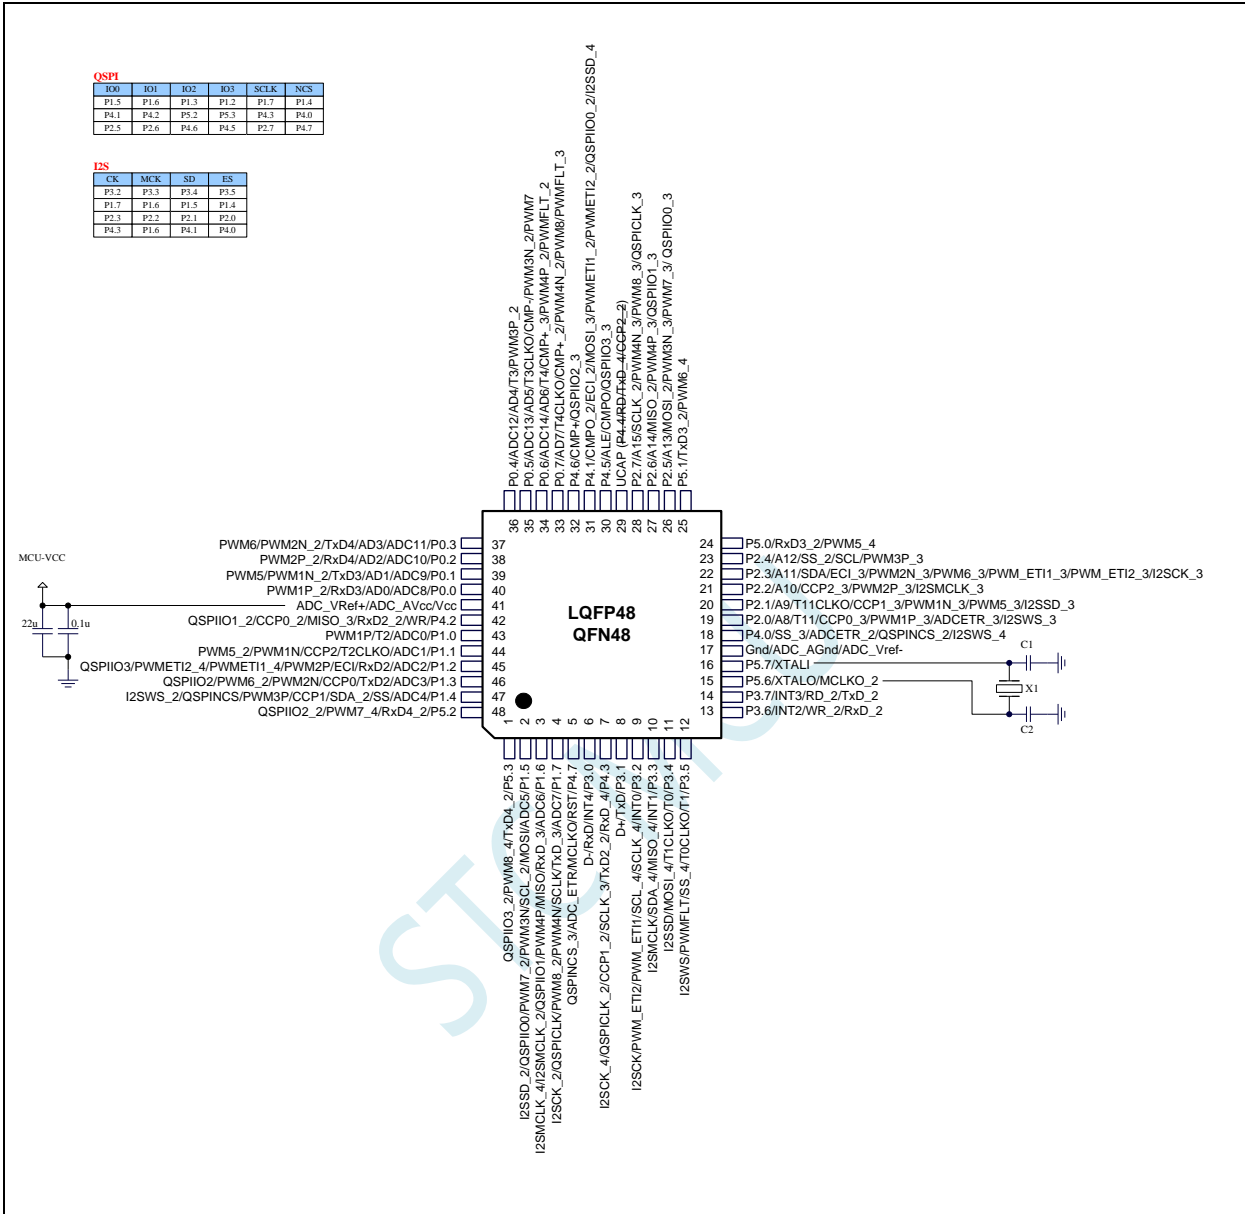 QSPI
IO0 IO1 IO2 IO3 SCLK NCS
P1.5 P1.6 P1.3 P1.2 P1.7 P1.4
P4.1 P4.2 P5.2 P5.3 P4.3 P4.0
P2.5 P2.6 P4.6 P4.5 P2.7 P4.7
I2S
CK MCK SD ES
P3.2 P3.3 P3.4 P3.5
P1.7 P1.6 P1.5 P1.4
P2.3 P2.2 P2.1 P2.0
P4.3 P1.6 P4.1 P4.0
P0.4/ADC12/AD4/T3/PWM3P_2
P0.5/ADC13/AD5/T3CLKO/CMP-/PWM3N_2/PWM7
P0.6/ADC14/AD6/T4/CMP+_3/PWM4P_2/PWMFLT_2
P0.7/AD7/T4CLKO/CMP+_2/PWM4N_2/PWM8/PWMFLT_3
P4.6/CMP+/QSPIIO2_3
P4.1/CMPO_2/ECI_2/MOSI_3/PWMETI1_2/PWMETI2_2/QSPIIO0_2/I2SSD_4
P4.5/ALE/CMPO/QSPIIO3_3
UCAP (P4.4/RD/TxD_4/CCP2_2)
P2.7/A15/SCLK_2/PWM4N_3/PWM8_3/QSPICLK_3
P2.6/A14/MISO_2/PWM4P_3/QSPIIO1_3
P2.5/A13/MOSI_2/PWM3N_3/PWM7_3/ QSPIIO0_3
P5.1/TxD3_2/PWM6_4
36 35 34 33 32 31 30 29 28 27 26 25
MCU-VCC
22u
0.1u
PWM6/PWM2N_2/TxD4/AD3/ADC11/P0.3 37
PWM2P_2/RxD4/AD2/ADC10/P0.2 38
PWM5/PWM1N_2/TxD3/AD1/ADC9/P0.1 39
PWM1P_2/RxD3/AD0/ADC8/P0.0 40
ADC_VRef+/ADC_AVcc/Vcc 41
QSPIIO1_2/CCP0_2/MISO_3/RxD2_2/WR/P4.2 42
PWM1P/T2/ADC0/P1.0 43
PWM5_2/PWM1N/CCP2/T2CLKO/ADC1/P1.1 44
QSPIIO3/PWMETI2_4/PWMETI1_4/PWM2P/ECI/RxD2/ADC2/P1.2 45
QSPIIO2/PWM6_2/PWM2N/CCP0/TxD2/ADC3/P1.3 46
I2SWS_2/QSPINCS/PWM3P/CCP1/SDA_2/SS/ADC4/P1.4 47
QSPIIO2_2/PWM7_4/RxD4_2/P5.2 48
LQFP48
QFN48
24 P5.0/RxD3_2/PWM5_4
23 P2.4/A12/SS_2/SCL/PWM3P_3
22 P2.3/A11/SDA/ECI_3/PWM2N_3/PWM6_3/PWM_ETI1_3/PWM_ETI2_3/I2SCK_3
21 P2.2/A10/CCP2_3/PWM2P_3/I2SMCLK_3
20 P2.1/A9/T11CLKO/CCP1_3/PWM1N_3/PWM5_3/I2SSD_3
19 P2.0/A8/T11/CCP0_3/PWM1P_3/ADCETR_3/I2SWS_3
18 P4.0/SS_3/ADCETR_2/QSPINCS_2/I2SWS_4
17 Gnd/ADC_AGnd/ADC_Vref-
16 P5.7/XTALI
15 P5.6/XTALO/MCLKO_2
14 P3.7/INT3/RD_2/TxD_2
13 P3.6/INT2/WR_2/RxD_2
C1
X1
C2
1 2 3 4 5 6 7 8 9 10 11 12
QSPIIO3_2/PWM8_4/TxD4_2/P5.3
I2SSD_2/QSPIIO0/PWM7_2/PWM3N/SCL_2/MOSI/ADC5/P1.5
I2SMCLK_4/I2SMCLK_2/QSPIIO1/PWM4P/MISO/RxD_3/ADC6/P1.6
I2SCK_2/QSPICLK/PWM8_2/PWM4N/SCLK/TxD_3/ADC7/P1.7
QSPINCS_3/ADC_ETR/MCLKO/RST/P4.7
D-/RxD/INT4/P3.0
I2SCK_4/QSPICLK_2/CCP1_2/SCLK_3/TxD2_2/RxD_4/P4.3
D+/TxD/P3.1
I2SCK/PWM_ETI2/PWM_ETI1/SCL_4/SCLK_4/INT0/P3.2
I2SMCLK/SDA_4/MISO_4/INT1/P3.3
I2SSD/MOSI_4/T1CLKO/T0/P3.4
I2SWS/PWMFLT/SS_4/T0CLKO/T1/P3.5
STCMCU